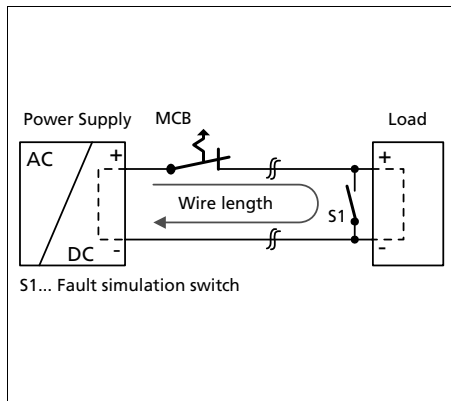 Power Supply MCB Load
AC + +
Wire length
S1
DC - -
S1... Fault simulation switch